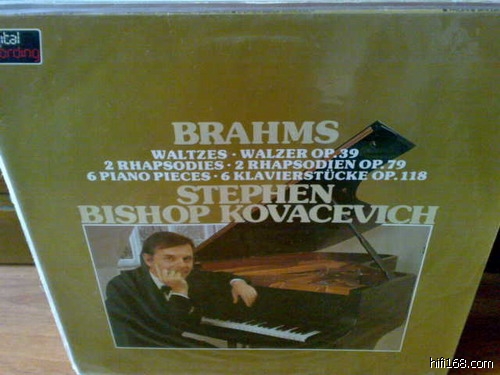 ital
cording
BRAHMS
WALTZES · WALZER OP.39
2 RHAPSODIES · 2 RHAPSODIEN OP.79
6 PIANO PIECES · 6 KLAVIERSTÜCKE OP.118
STEPHEN
BISHOP KOVACEVICH
hifi168.com